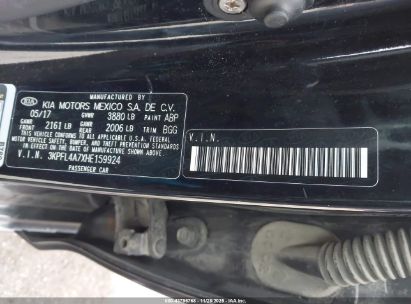 KIA KIA MOTORS MEXICO S.A. DE C.V.
05/17 GVWR 3880 LB PAINT ABP
FRONT GAWR 2161 LB REAR GAWR 2006 LB TRIM BGG
THIS VEHICLE CONFORMS TO ALL APPLICABLE U.S.A. FEDERAL
MOTOR VEHICLE SAFETY, BUMPER, AND THEFT PREVENTION
STANDARDS IN EFFECT ON THE DATE OF MANUFACTURE
SHOWN ABOVE.
V.I.N. 3KPFL4A7XHE159924
PASSENGER CAR
V.I.N.